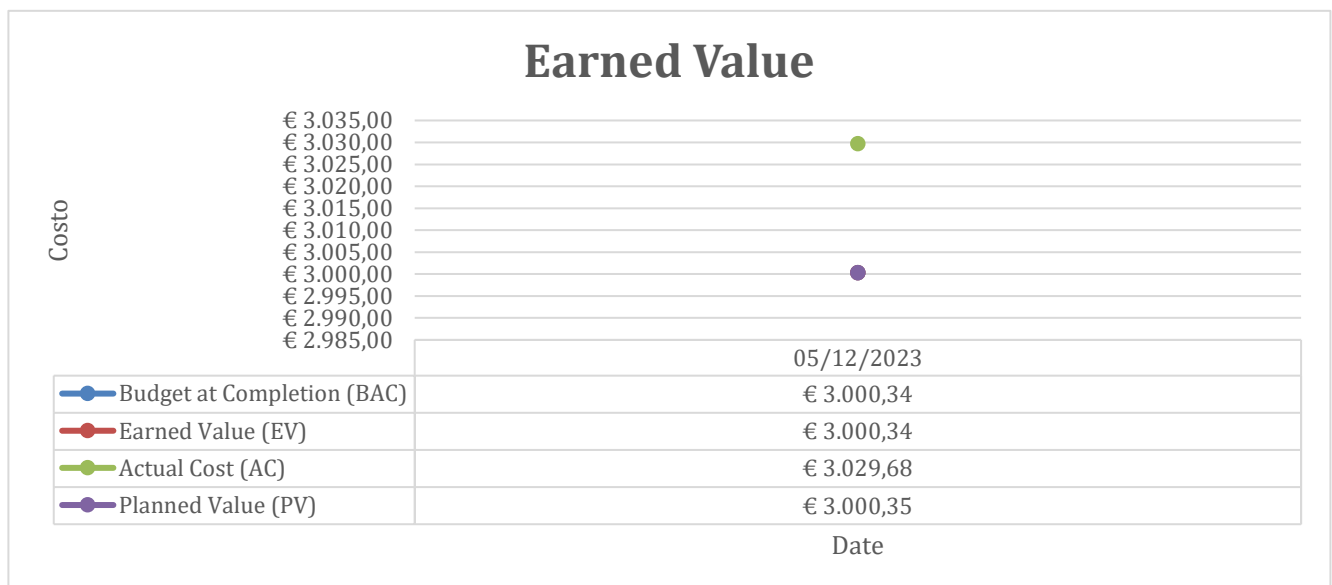 Earned Value
€ 3.035,00
€ 3.030,00
€ 3.025,00
€ 3.020,00
€ 3.015,00
€ 3.010,00
€ 3.005,00
€ 3.000,00
€ 2.995,00
€ 2.990,00
€ 2.985,00
Costo
05/12/2023
Budget at Completion (BAC) € 3.000,34
Earned Value (EV) € 3.000,34
Actual Cost (AC) € 3.029,68
Planned Value (PV) € 3.000,35
Date